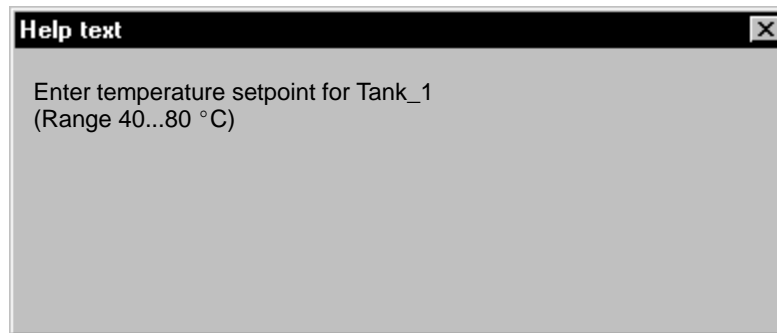 Help text
Enter temperature setpoint for Tank_1
(Range 40...80 °C)